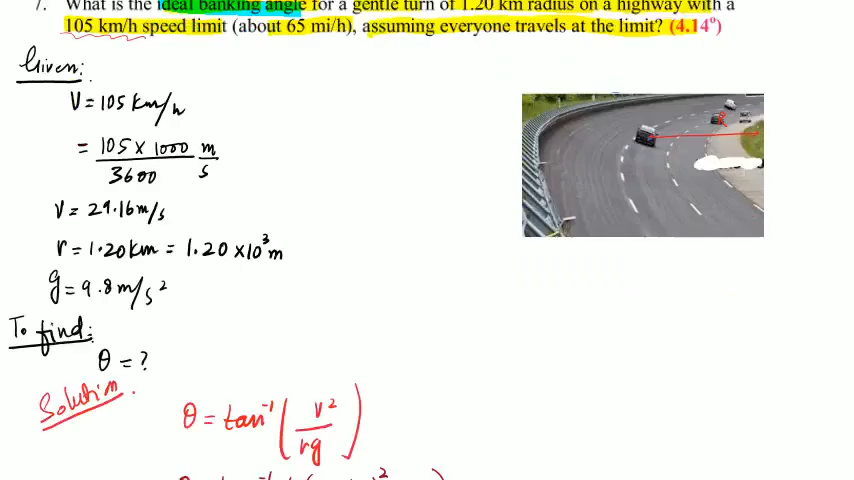 7. What is the ideal banking angle for a gentle turn of 1.20 km radius on a highway with a
105 km/h speed limit (about 65 mi/h), assuming everyone travels at the limit? (4.14°)
Given:
V = 105 km/h
= 105 × 1000 / 3600 m/s
V = 29.16 m/s
r = 1.20 km = 1.20 × 10³ m
g = 9.8 m/s²
To find:
θ = ?
Solution.
θ = tan⁻¹ ( v² / rg )